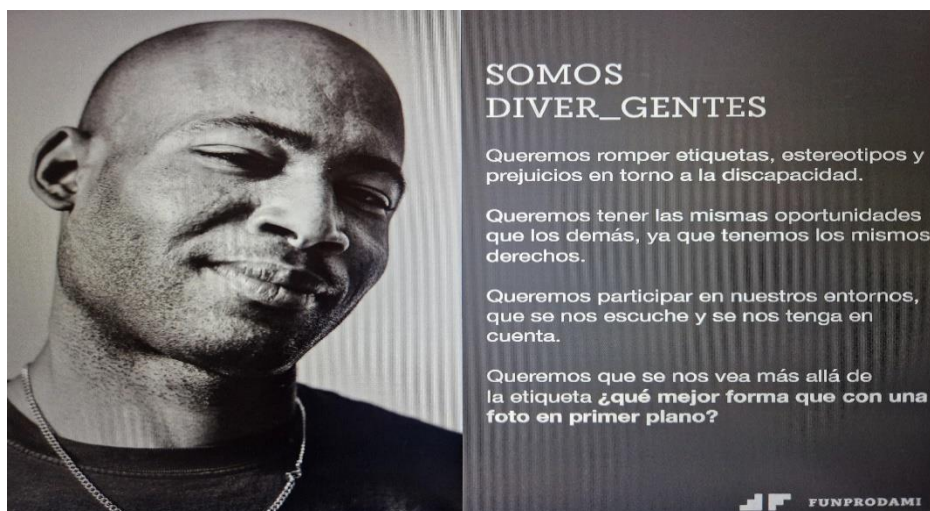 SOMOS
DIVER_GENTES
Queremos romper etiquetas, estereotipos y
prejuicios en torno a la discapacidad.
Queremos tener las mismas oportunidades
que los demás, ya que tenemos los mismos
derechos.
Queremos participar en nuestros entornos,
que se nos escuche y se nos tenga en
cuenta.
Queremos que se nos vea más allá de
la etiqueta ¿qué mejor forma que con una
foto en primer plano?
FUNPRODAMI